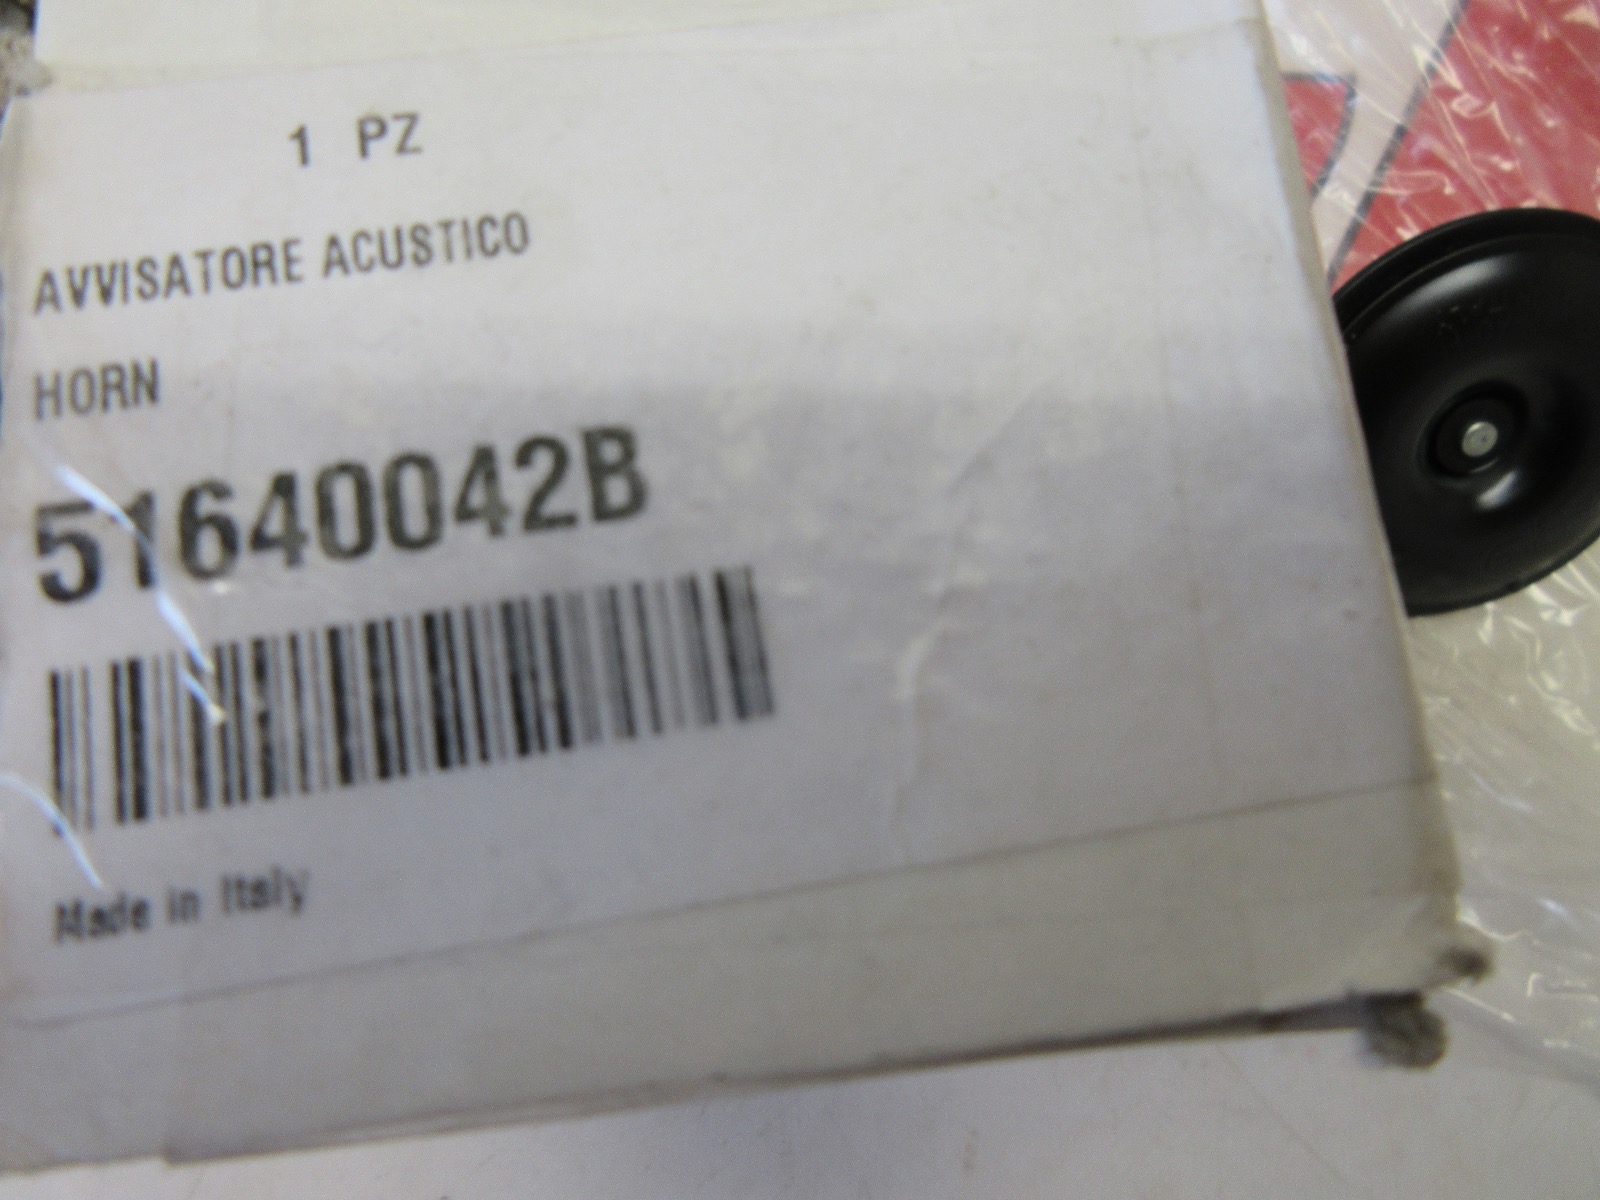 1 PZ
AVVISATORE ACUSTICO
HORN
51640042B
Made in Italy